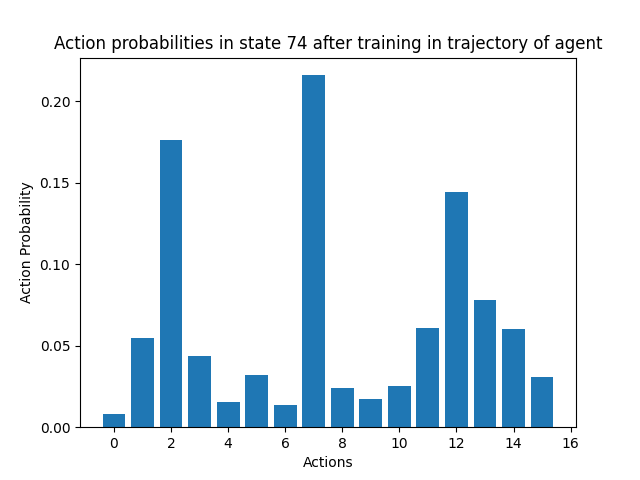 Action probabilities in state 74 after training in trajectory of agent
Action Probability
0.20
0.15
0.10
0.05
0.00
0 2 4 6 8 10 12 14 16
Actions